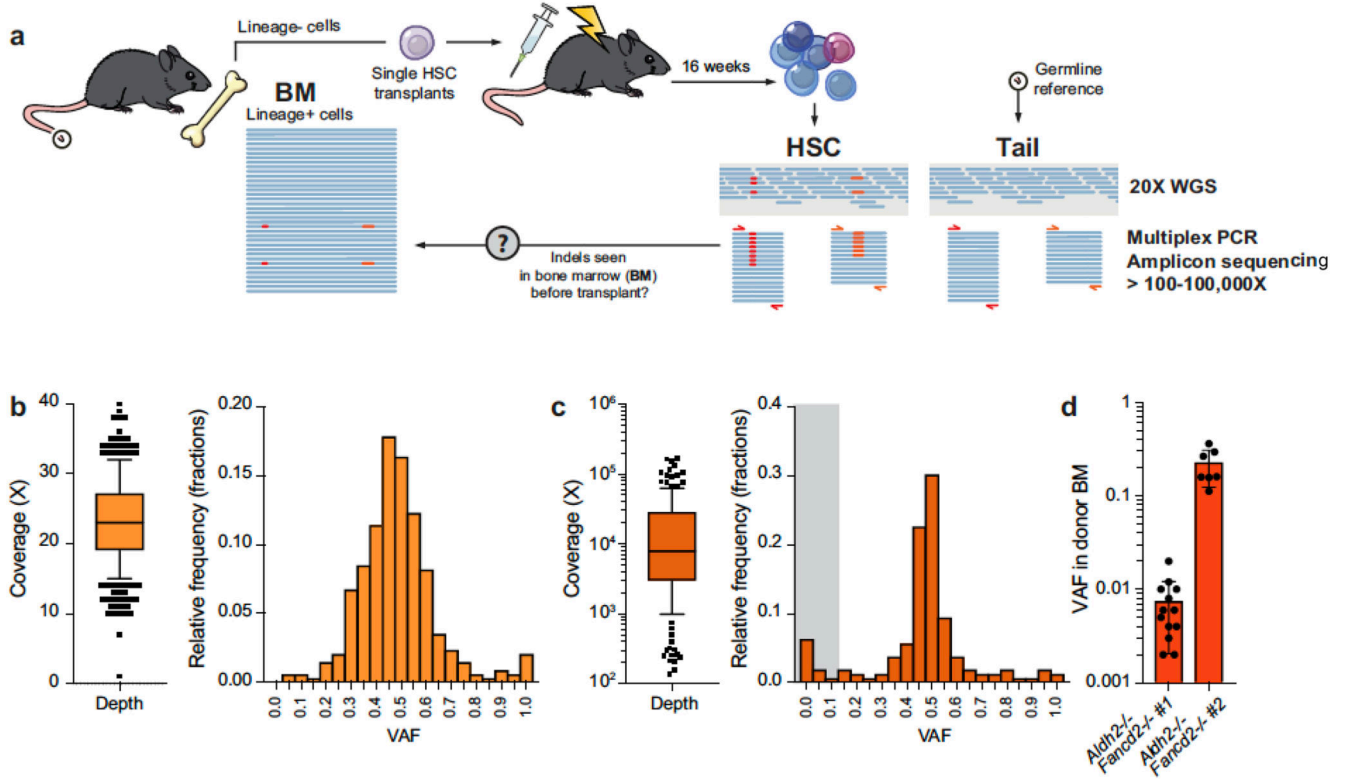 a
Lineage- cells
Single HSC
transplants
BM
Lineage+ cells
16 weeks
Germline
reference
HSC
Tail
20X WGS
?
Indels seen
in bone marrow (BM)
before transplant?
Multiplex PCR
Amplicon sequencing
> 100-100,000X
b
Coverage (X)
40
30
20
10
0
Depth
Relative frequency (fractions)
0.20
0.15
0.10
0.05
0.00
0.0 0.1 0.2 0.3 0.4 0.5 0.6 0.7 0.8 0.9 1.0
VAF
c
Coverage (X)
10⁶
10⁵
10⁴
10³
10²
Depth
Relative frequency (fractions)
0.4
0.3
0.2
0.1
0.0
0.0 0.1 0.2 0.3 0.4 0.5 0.6 0.7 0.8 0.9 1.0
VAF
d
VAF in donor BM
1
0.1
0.01
0.001
Aldh2-/-
Fancd2-/- #1
Aldh2-/-
Fancd2-/- #2